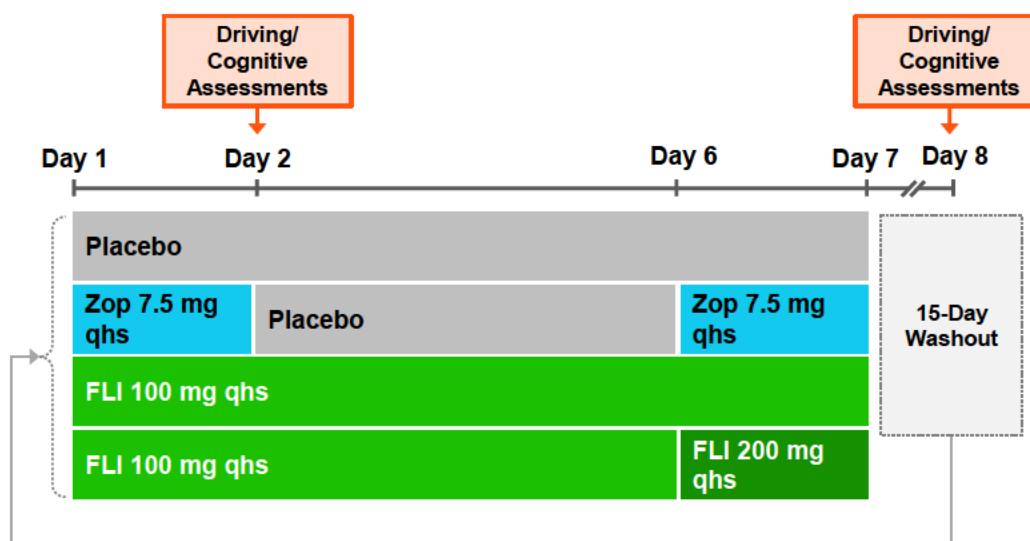 Driving/
Cognitive
Assessments
Driving/
Cognitive
Assessments
Day 1
Day 2
Day 6
Day 7
Day 8
Placebo
Zop 7.5 mg
qhs
Placebo
Zop 7.5 mg
qhs
15-Day
Washout
FLI 100 mg qhs
FLI 100 mg qhs
FLI 200 mg
qhs